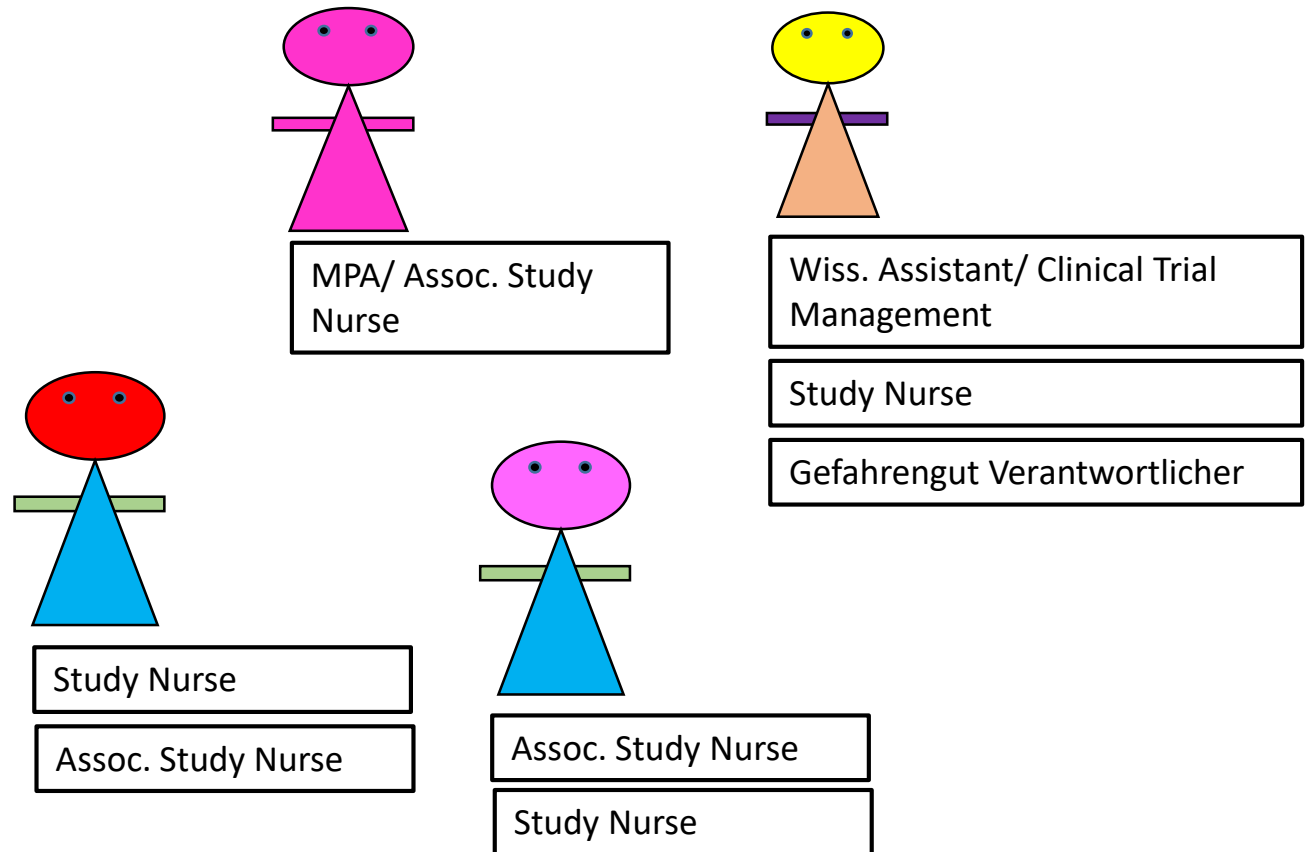 MPA/ Assoc. Study
Nurse
Wiss. Assistant/ Clinical Trial
Management
Study Nurse
Gefahrengut Verantwortlicher
Study Nurse
Assoc. Study Nurse
Assoc. Study Nurse
Study Nurse